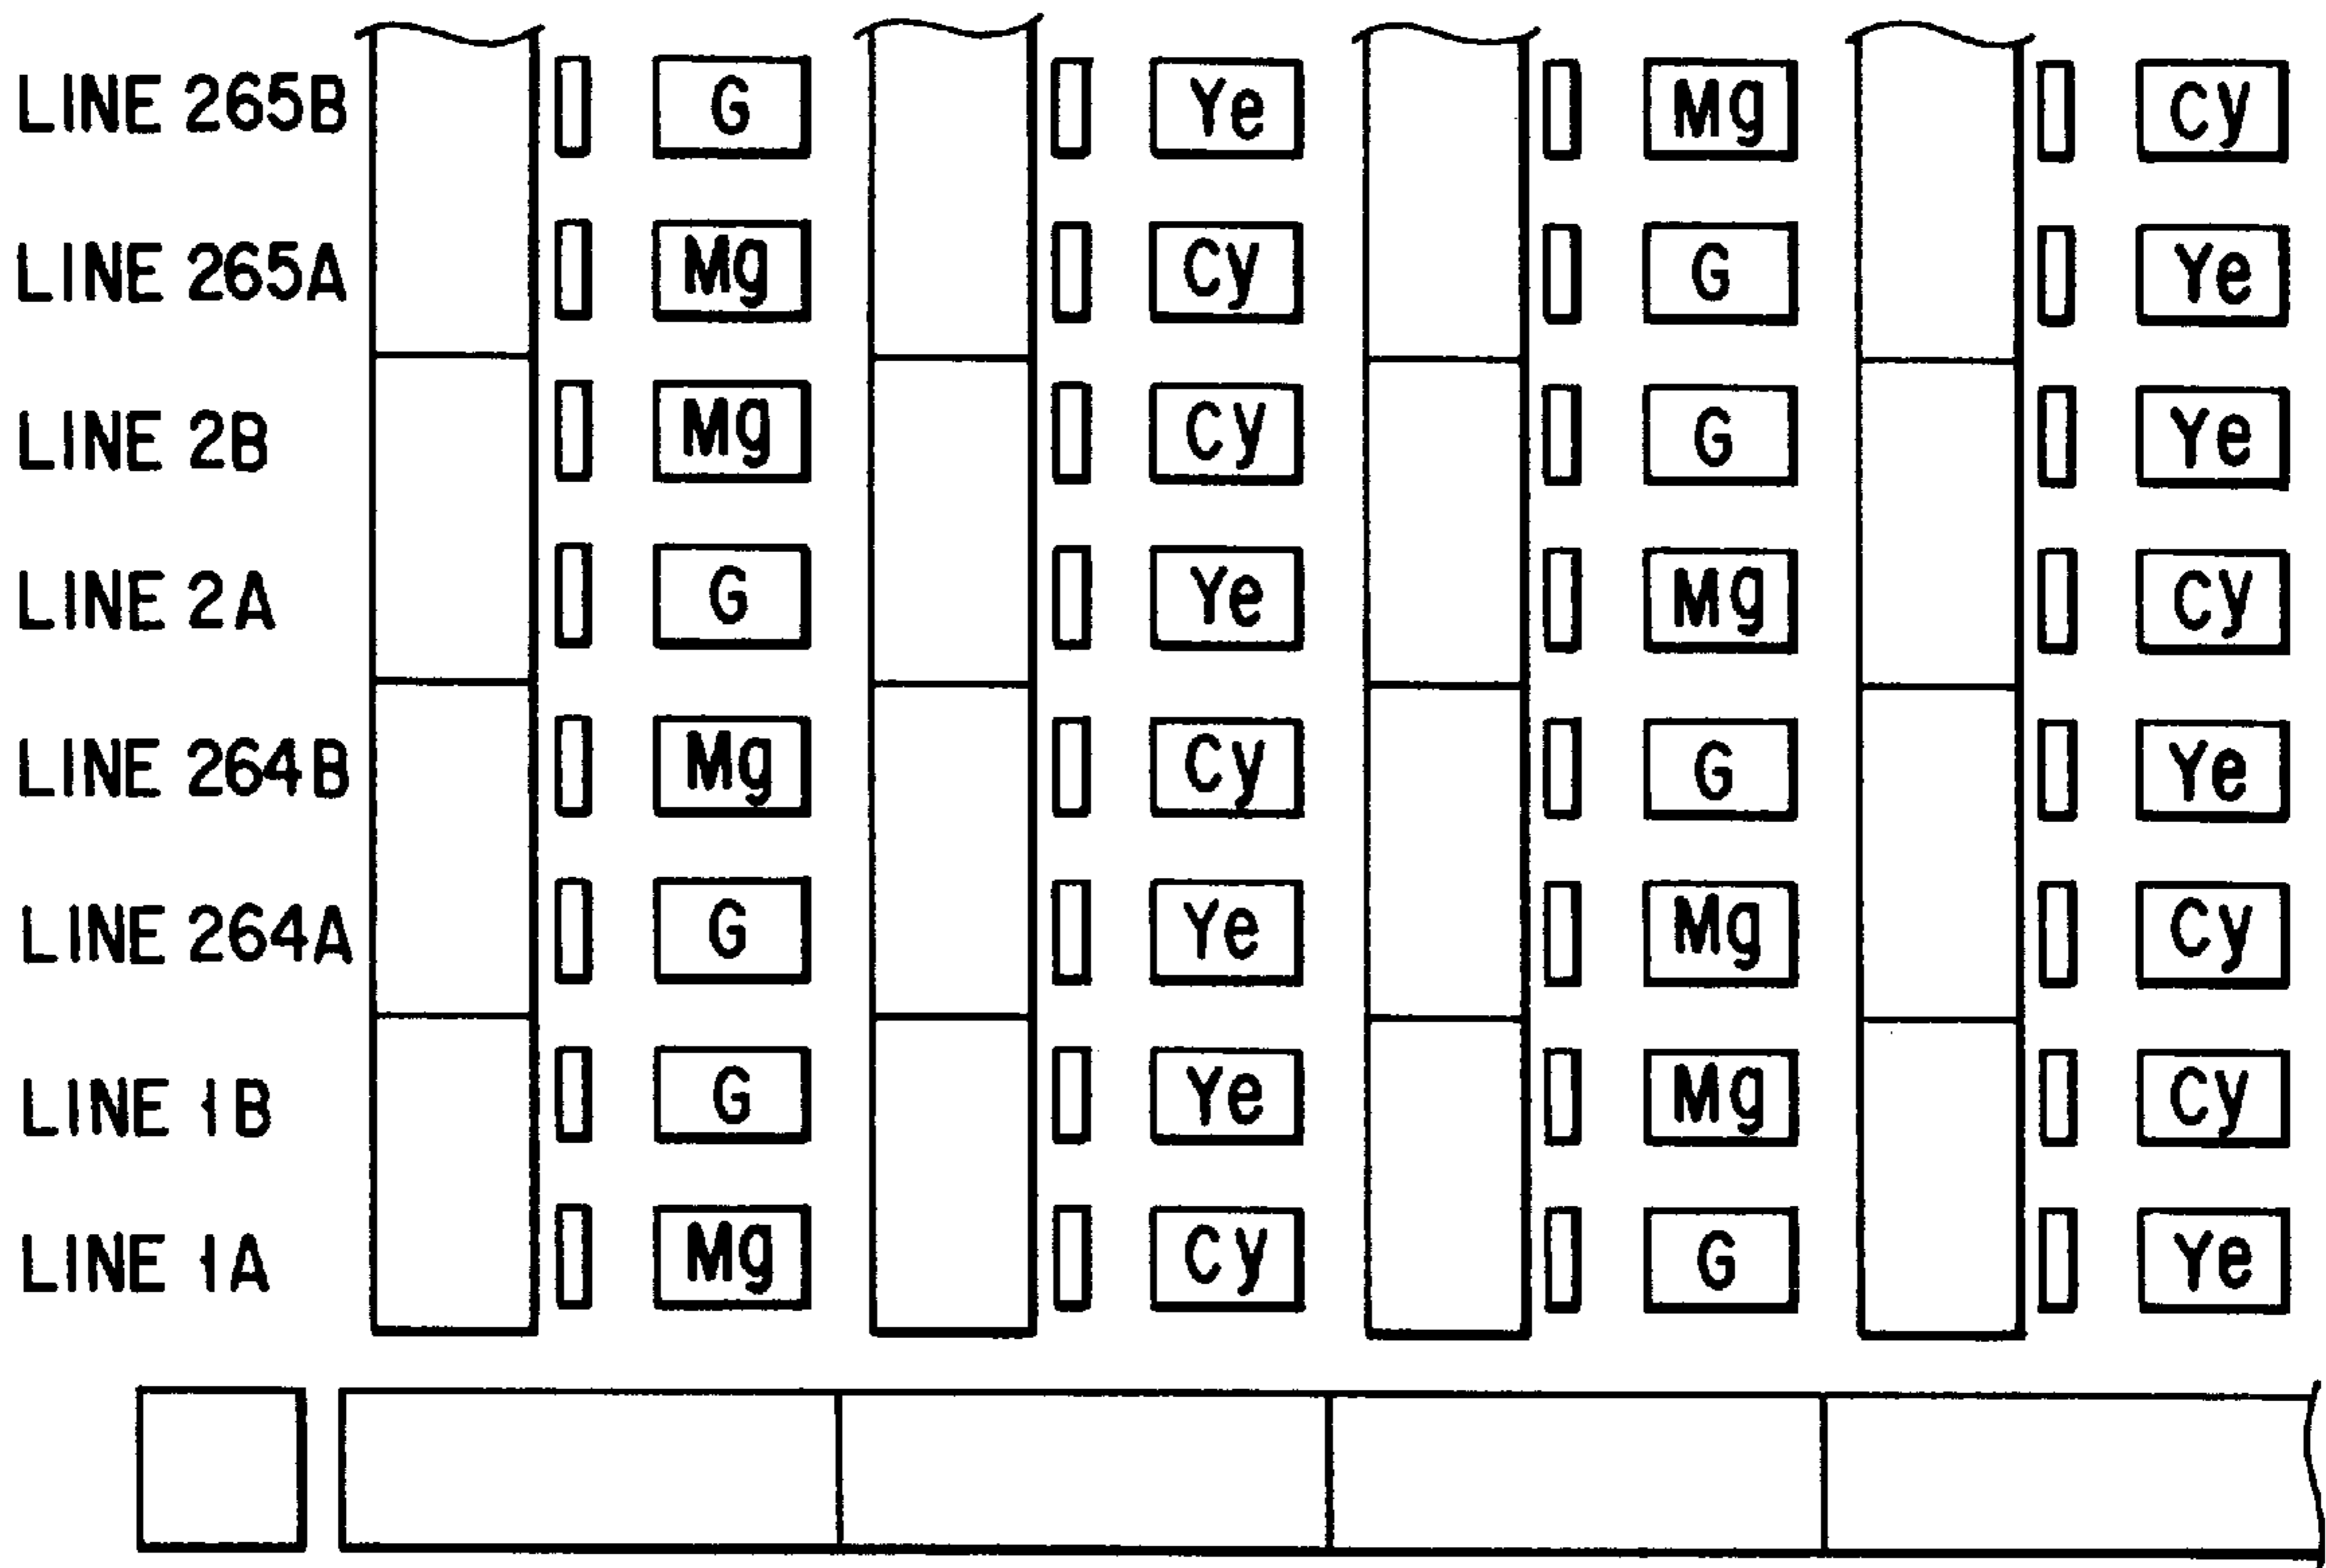 LINE 265B G Ye Mg Cy
LINE 265A Mg Cy G Ye
LINE 2B Mg Cy G Ye
LINE 2A G Ye Mg Cy
LINE 264B Mg Cy G Ye
LINE 264A G Ye Mg Cy
LINE 1B G Ye Mg Cy
LINE 1A Mg Cy G Ye